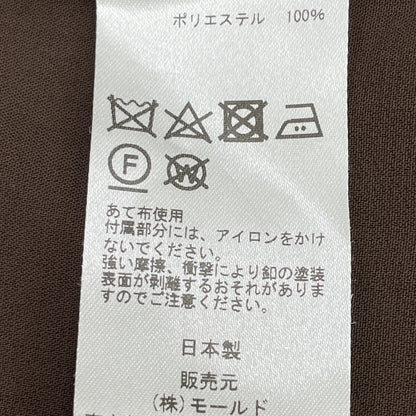 ポリエステル 100%
F W
あて布使用
付属部分には、アイロンをかけ
ないでください。
強い摩擦、衝撃により釦の塗装
表面が剥離するおそれがありま
すのでご注意ください。
日本製
販売元
(株)モールド